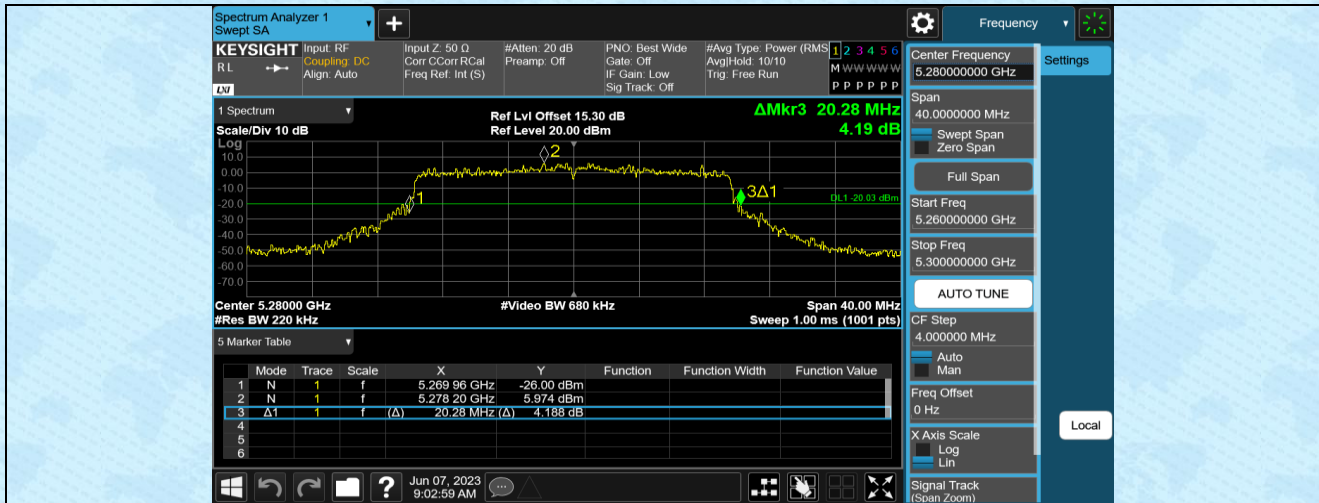 Spectrum Analyzer 1
Swept SA
+
Frequency
KEYSIGHT
RL
LXI
Input: RF
Coupling: DC
Align: Auto
Input Z: 50 Ω
Corr CCorr RCal
Freq Ref: Int (S)
#Atten: 20 dB
Preamp: Off
PNO: Best Wide
Gate: Off
IF Gain: Low
Sig Track: Off
#Avg Type: Power (RMS
Avg|Hold: 10/10
Trig: Free Run
1 2 3 4 5 6
M W W W W W
P P P P P P
1 Spectrum
Scale/Div 10 dB
Ref Lvl Offset 15.30 dB
Ref Level 20.00 dBm
ΔMkr3 20.28 MHz
4.19 dB
Log
10.0
0.00
-10.0
-20.0
-30.0
-40.0
-50.0
-60.0
-70.0
2
1
3Δ1
DL1 -20.03 dBm
Center 5.28000 GHz
#Video BW 680 kHz
Span 40.00 MHz
#Res BW 220 kHz
Sweep 1.00 ms (1001 pts)
5 Marker Table
Mode Trace Scale X Y Function Function Width Function Value
1 N 1 f 5.269 96 GHz -26.00 dBm
2 N 1 f 5.278 20 GHz 5.974 dBm
3 Δ1 1 f (Δ) 20.28 MHz (Δ) 4.188 dB
4
5
6
?
Jun 07, 2023
9:02:59 AM
Center Frequency
5.280000000 GHz
Span
40.0000000 MHz
Swept Span
Zero Span
Full Span
Start Freq
5.260000000 GHz
Stop Freq
5.300000000 GHz
AUTO TUNE
CF Step
4.000000 MHz
Auto
Man
Freq Offset
0 Hz
X Axis Scale
Log
Lin
Signal Track
(Span Zoom)
Settings
Local